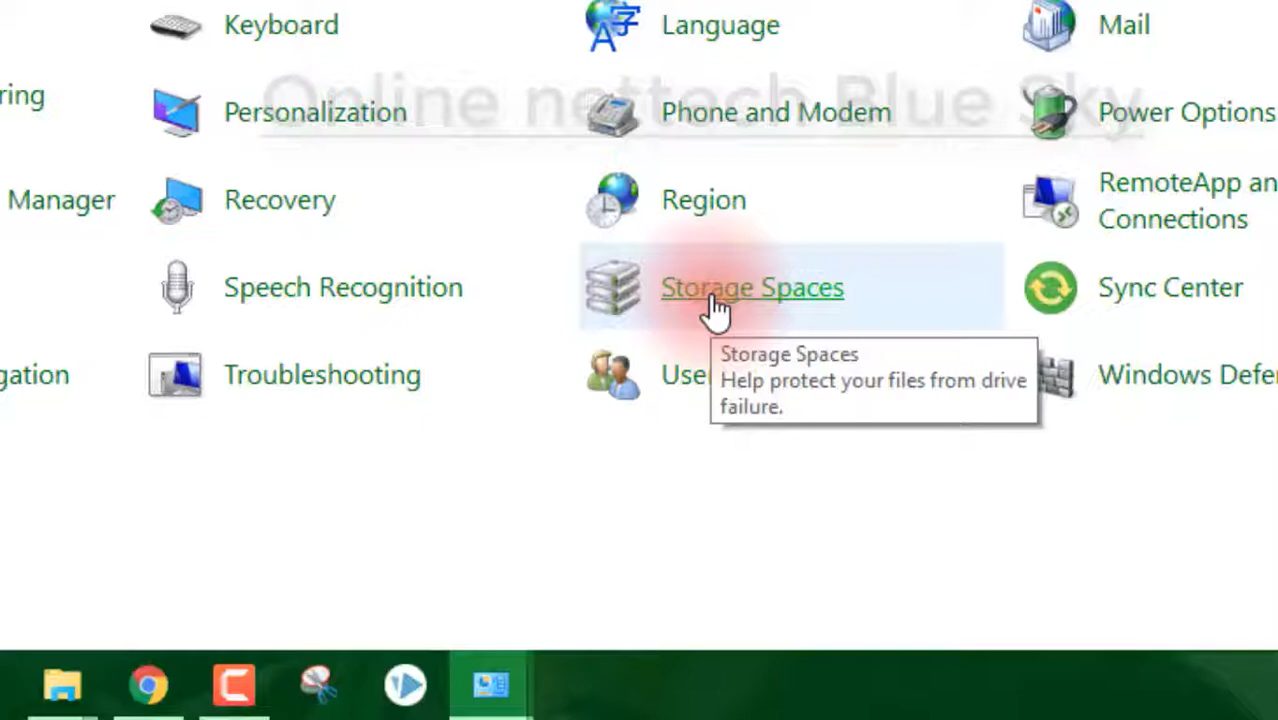 Keyboard
Language
Mail
Online nettech Blue Sky
ring
Personalization
Phone and Modem
Power Options
Manager
Recovery
Region
RemoteApp an
Connections
Speech Recognition
Storage Spaces
Sync Center
Storage Spaces
Help protect your files from drive
failure.
gation
Troubleshooting
Use
Windows Defe